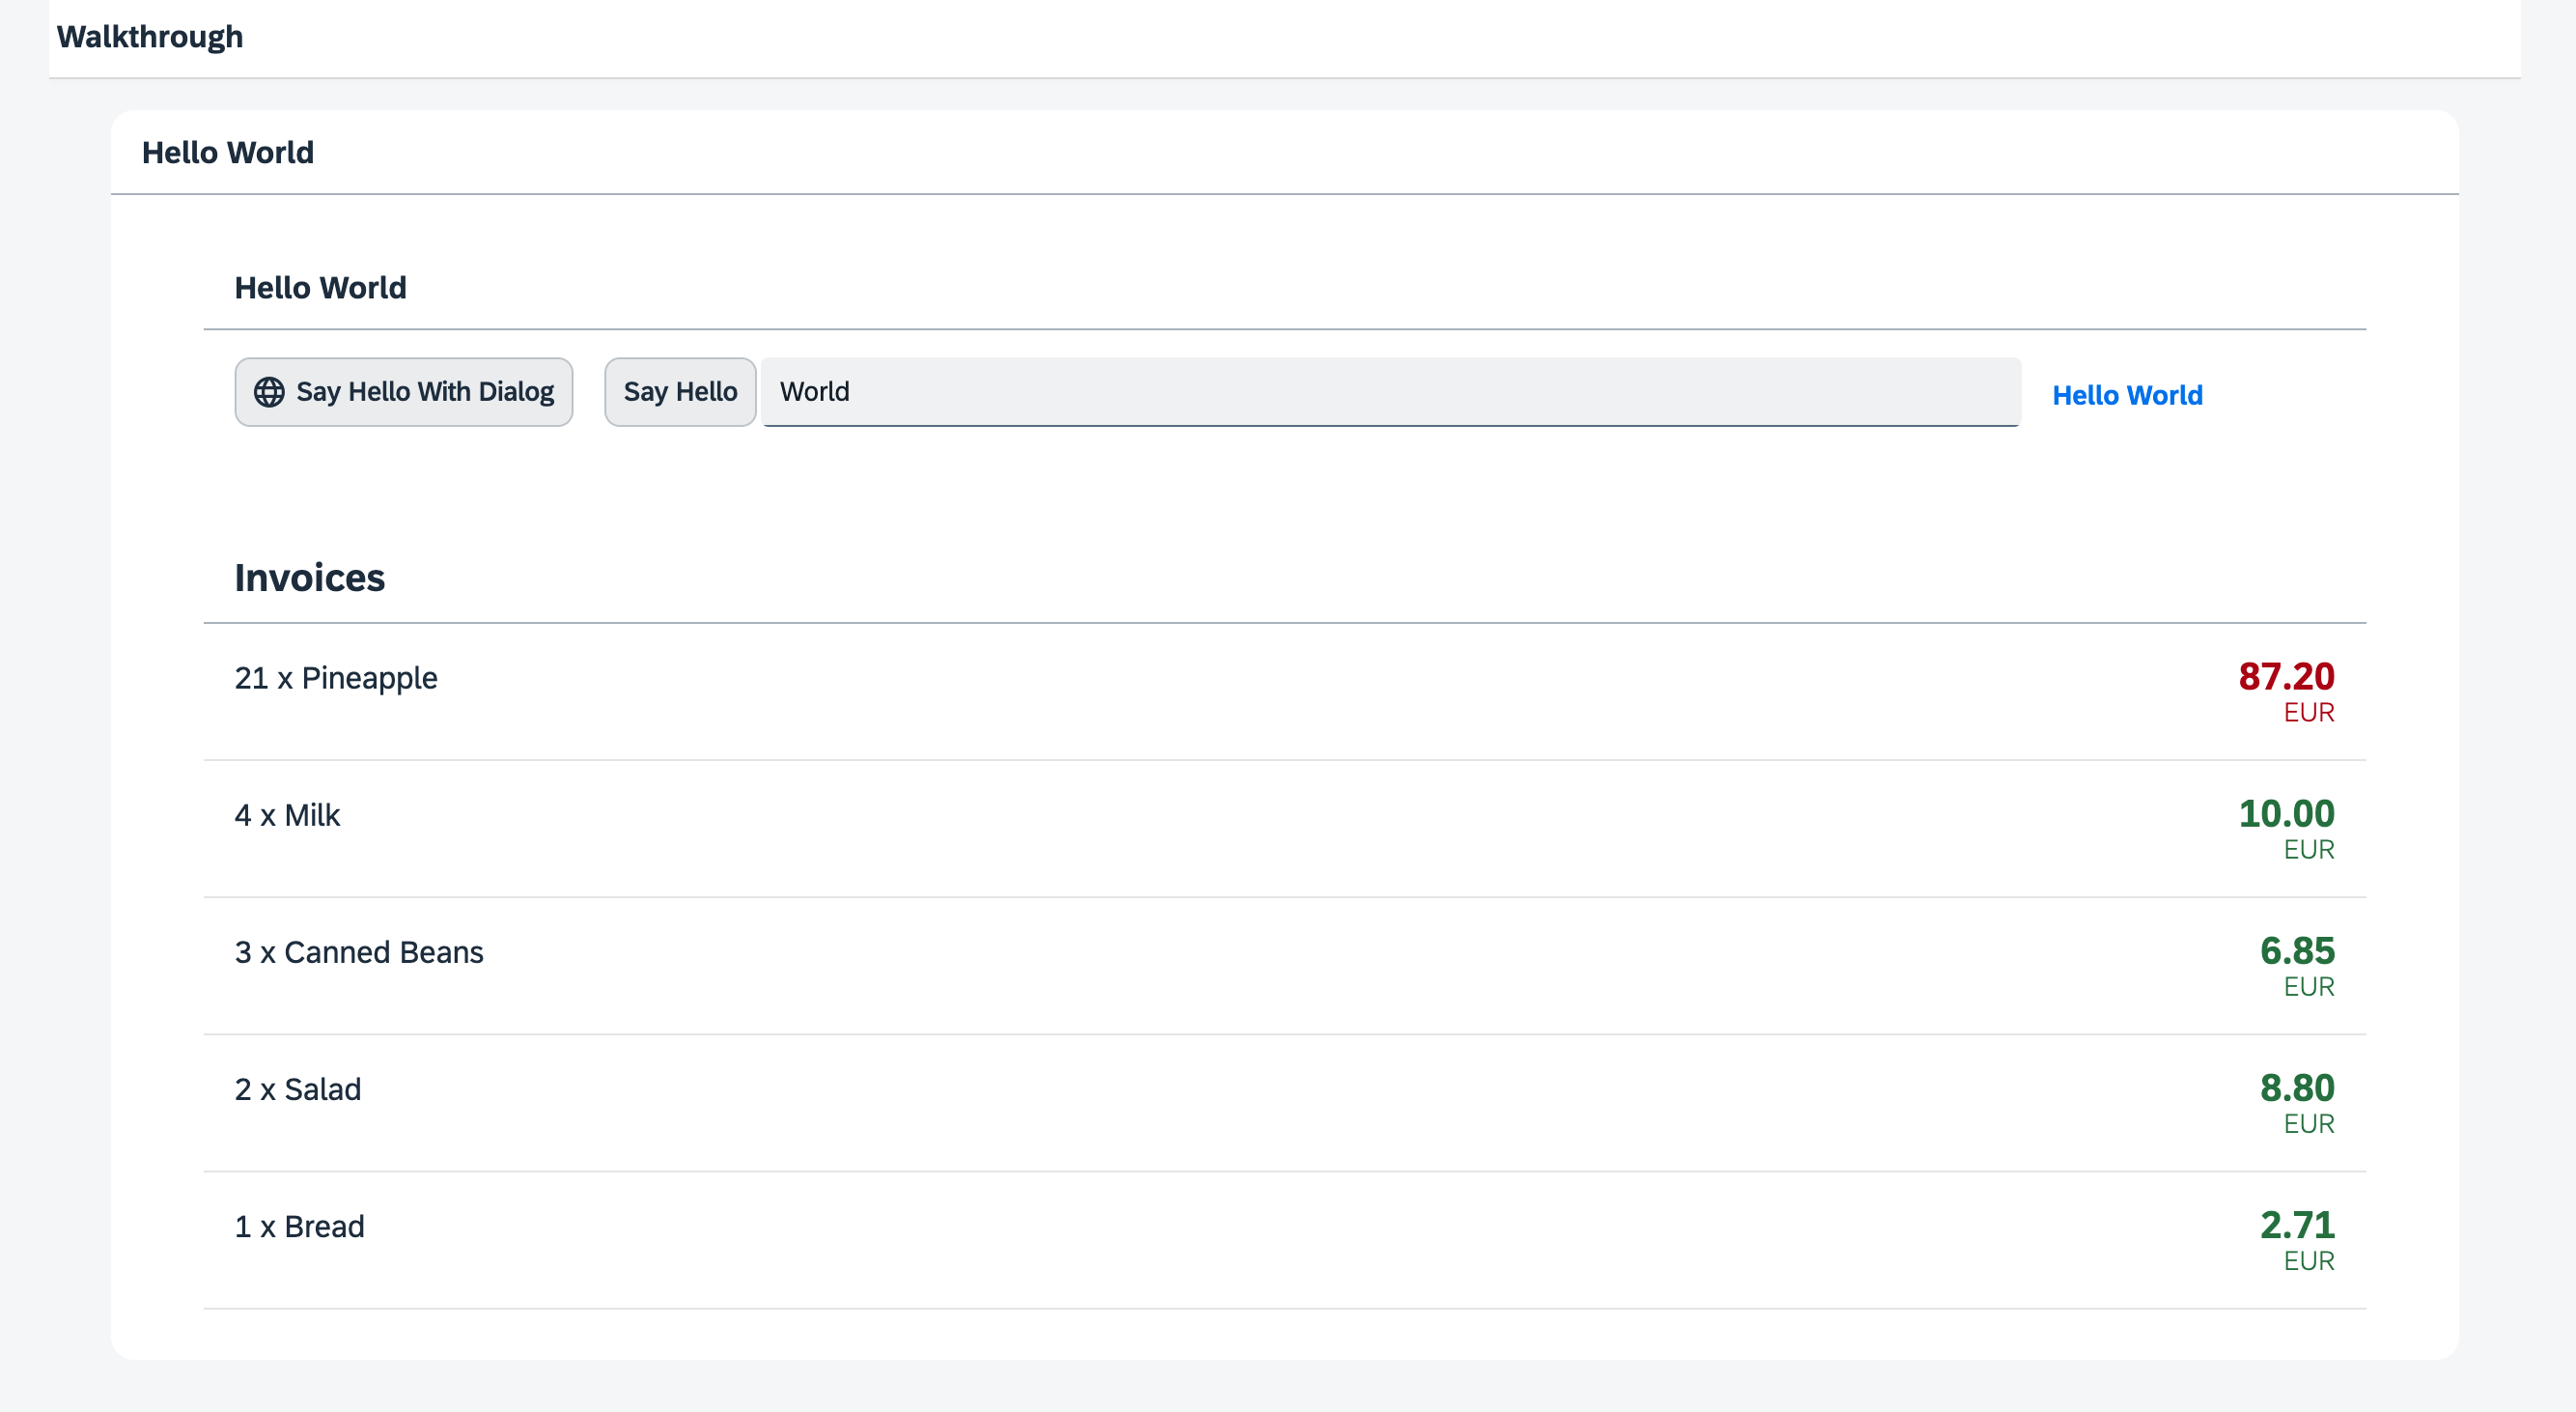 Walkthrough
Hello World
Hello World
Say Hello With Dialog Say Hello World Hello World
Invoices
21 x Pineapple 87.20
EUR
4 x Milk 10.00
EUR
3 x Canned Beans 6.85
EUR
2 x Salad 8.80
EUR
1 x Bread 2.71
EUR